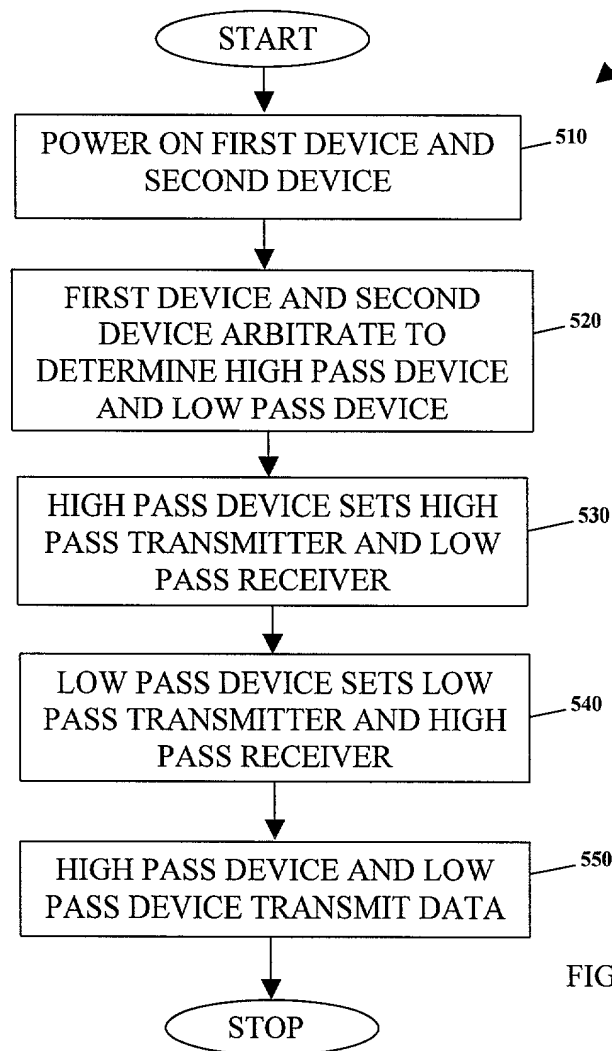 START
POWER ON FIRST DEVICE AND
SECOND DEVICE
510
FIRST DEVICE AND SECOND
DEVICE ARBITRATE TO
DETERMINE HIGH PASS DEVICE
AND LOW PASS DEVICE
520
HIGH PASS DEVICE SETS HIGH
PASS TRANSMITTER AND LOW
PASS RECEIVER
530
LOW PASS DEVICE SETS LOW
PASS TRANSMITTER AND HIGH
PASS RECEIVER
540
HIGH PASS DEVICE AND LOW
PASS DEVICE TRANSMIT DATA
550
FIG
STOP